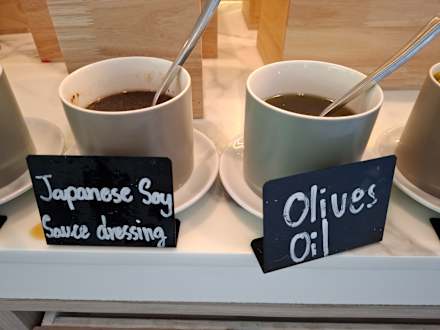 Japanese Soy
Sauce dressing
Olives
Oil